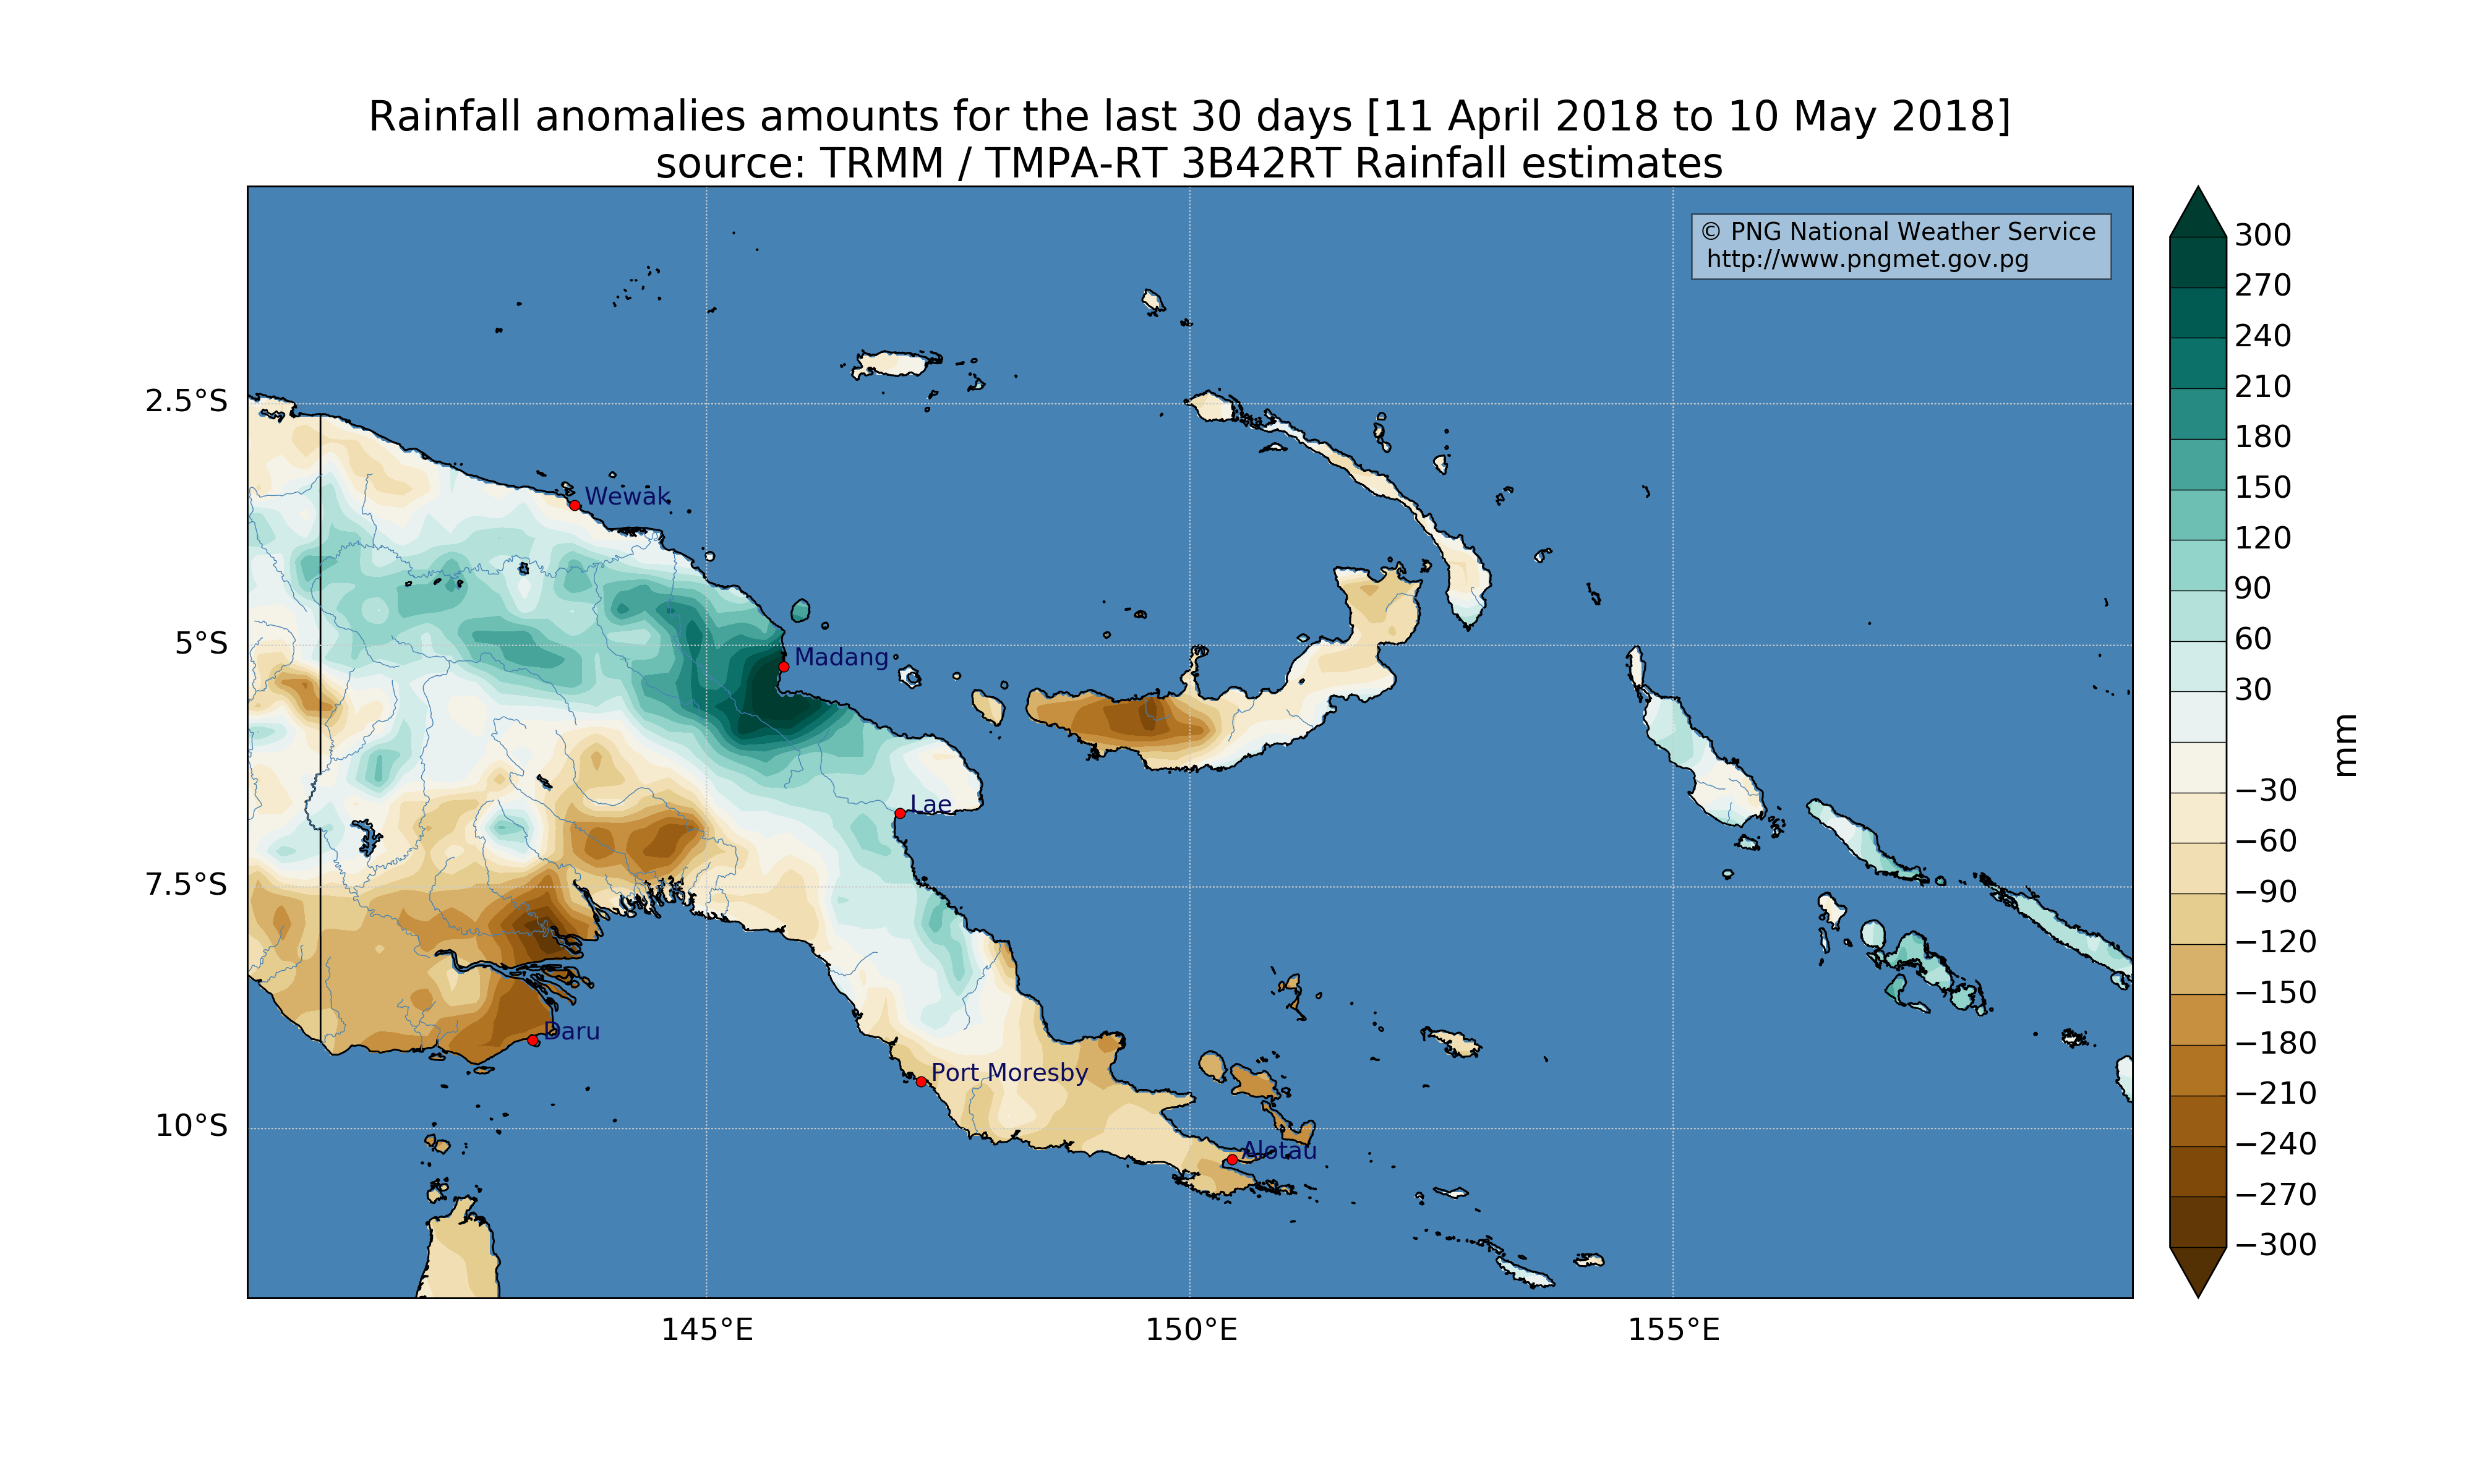 Rainfall anomalies amounts for the last 30 days [11 April 2018 to 10 May 2018]
source: TRMM / TMPA-RT 3B42RT Rainfall estimates
© PNG National Weather Service
http://www.pngmet.gov.pg
300
270
240
210
180
150
120
90
60
30
−30
−60
−90
−120
−150
−180
−210
−240
−270
−300
mm
2.5°S
5°S
7.5°S
10°S
Wewak
Madang
Lae
Daru
Port Moresby
Alotau
145°E
150°E
155°E